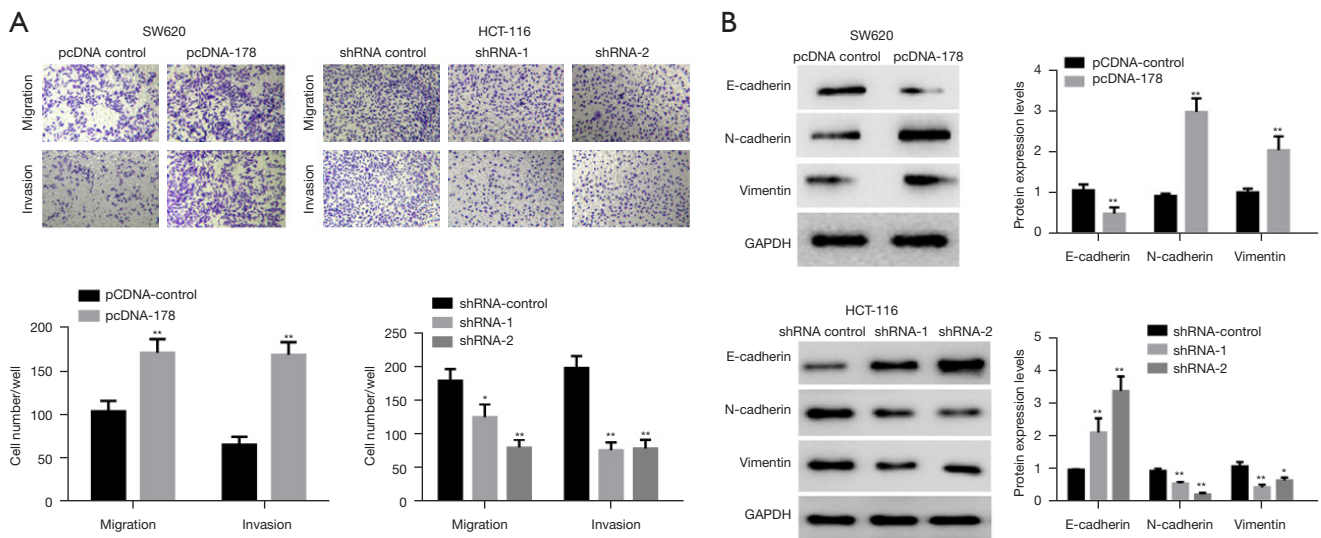 A
SW620
HCT-116
pcDNA control pcDNA-178
shRNA control shRNA-1 shRNA-2
Migration
Migration
Invasion
Invasion
pCDNA-control
pcDNA-178
200
150
100
50
0
Cell number/well
** **
Migration Invasion
shRNA-control
shRNA-1
shRNA-2
250
200
150
100
50
0
Cell number/well
* ** ** **
Migration Invasion
B
SW620
pcDNA control pcDNA-178
E-cadherin
N-cadherin
Vimentin
GAPDH
pCDNA-control
pcDNA-178
4
3
2
1
0
Protein expression levels
** ** **
E-cadherin N-cadherin Vimentin
HCT-116
shRNA control shRNA-1 shRNA-2
E-cadherin
N-cadherin
Vimentin
GAPDH
shRNA-control
shRNA-1
shRNA-2
5
4
3
2
1
0
Protein expression levels
** ** ** ** ** *
E-cadherin N-cadherin Vimentin